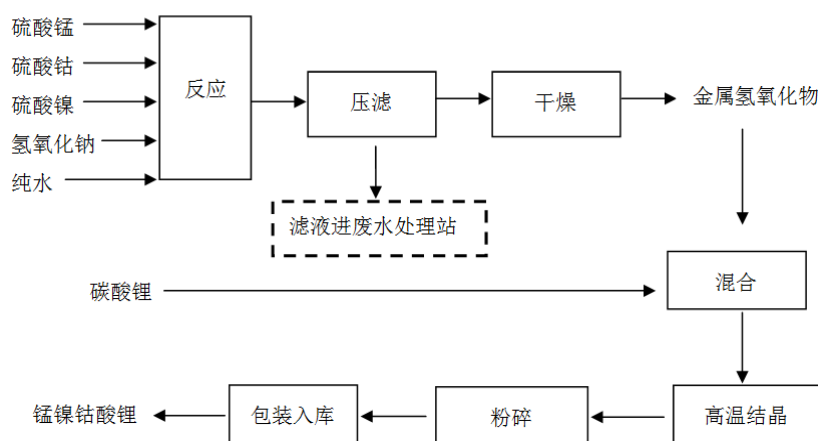 硫酸锰
硫酸钴
硫酸镍
氢氧化钠
纯水
反应
压滤
干燥
金属氢氧化物
滤液进废水处理站
碳酸锂
混合
锰镍钴酸锂
包装入库
粉碎
高温结晶